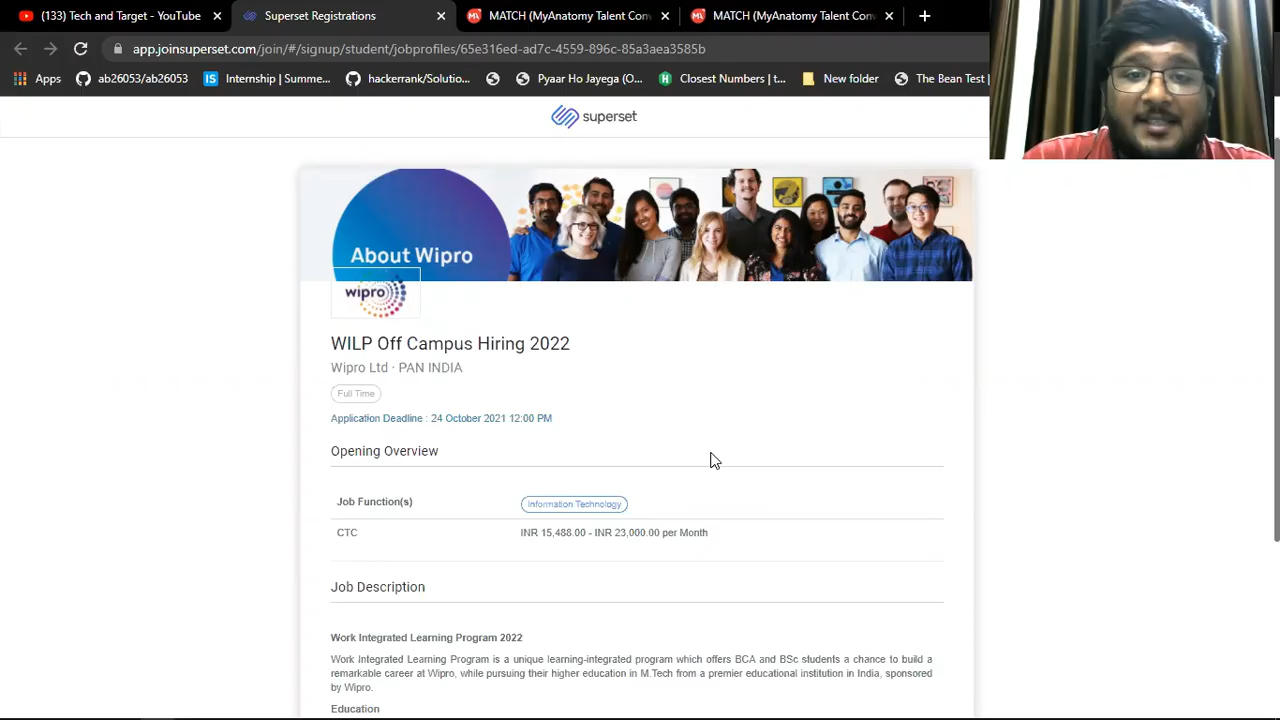 (133) Tech and Target - YouTube
Superset Registrations
MATCH (MyAnatomy Talent Con
MATCH (MyAnatomy Talent Conv
app.joinsuperset.com/join/#/signup/student/jobprofiles/65e316ed-ad7c-4559-896c-85a3aea3585b
Apps
ab26053/ab26053
IS
Internship | Summe...
hackerrank/Solutio...
Pyaar Ho Jayega (O...
Closest Numbers | t...
New folder
The Bean Test |
superset
About Wipro
wipro
WILP Off Campus Hiring 2022
Wipro Ltd · PAN INDIA
Full Time
Application Deadline : 24 October 2021 12:00 PM
Opening Overview
Job Function(s)
Information Technology
CTC
INR 15,488.00 - INR 23,000.00 per Month
Job Description
Work Integrated Learning Program 2022
Work Integrated Learning Program is a unique learning-integrated program which offers BCA and BSc students a chance to build a
remarkable career at Wipro, while pursuing their higher education in M.Tech from a premier educational institution in India, sponsored
by Wipro.
Education